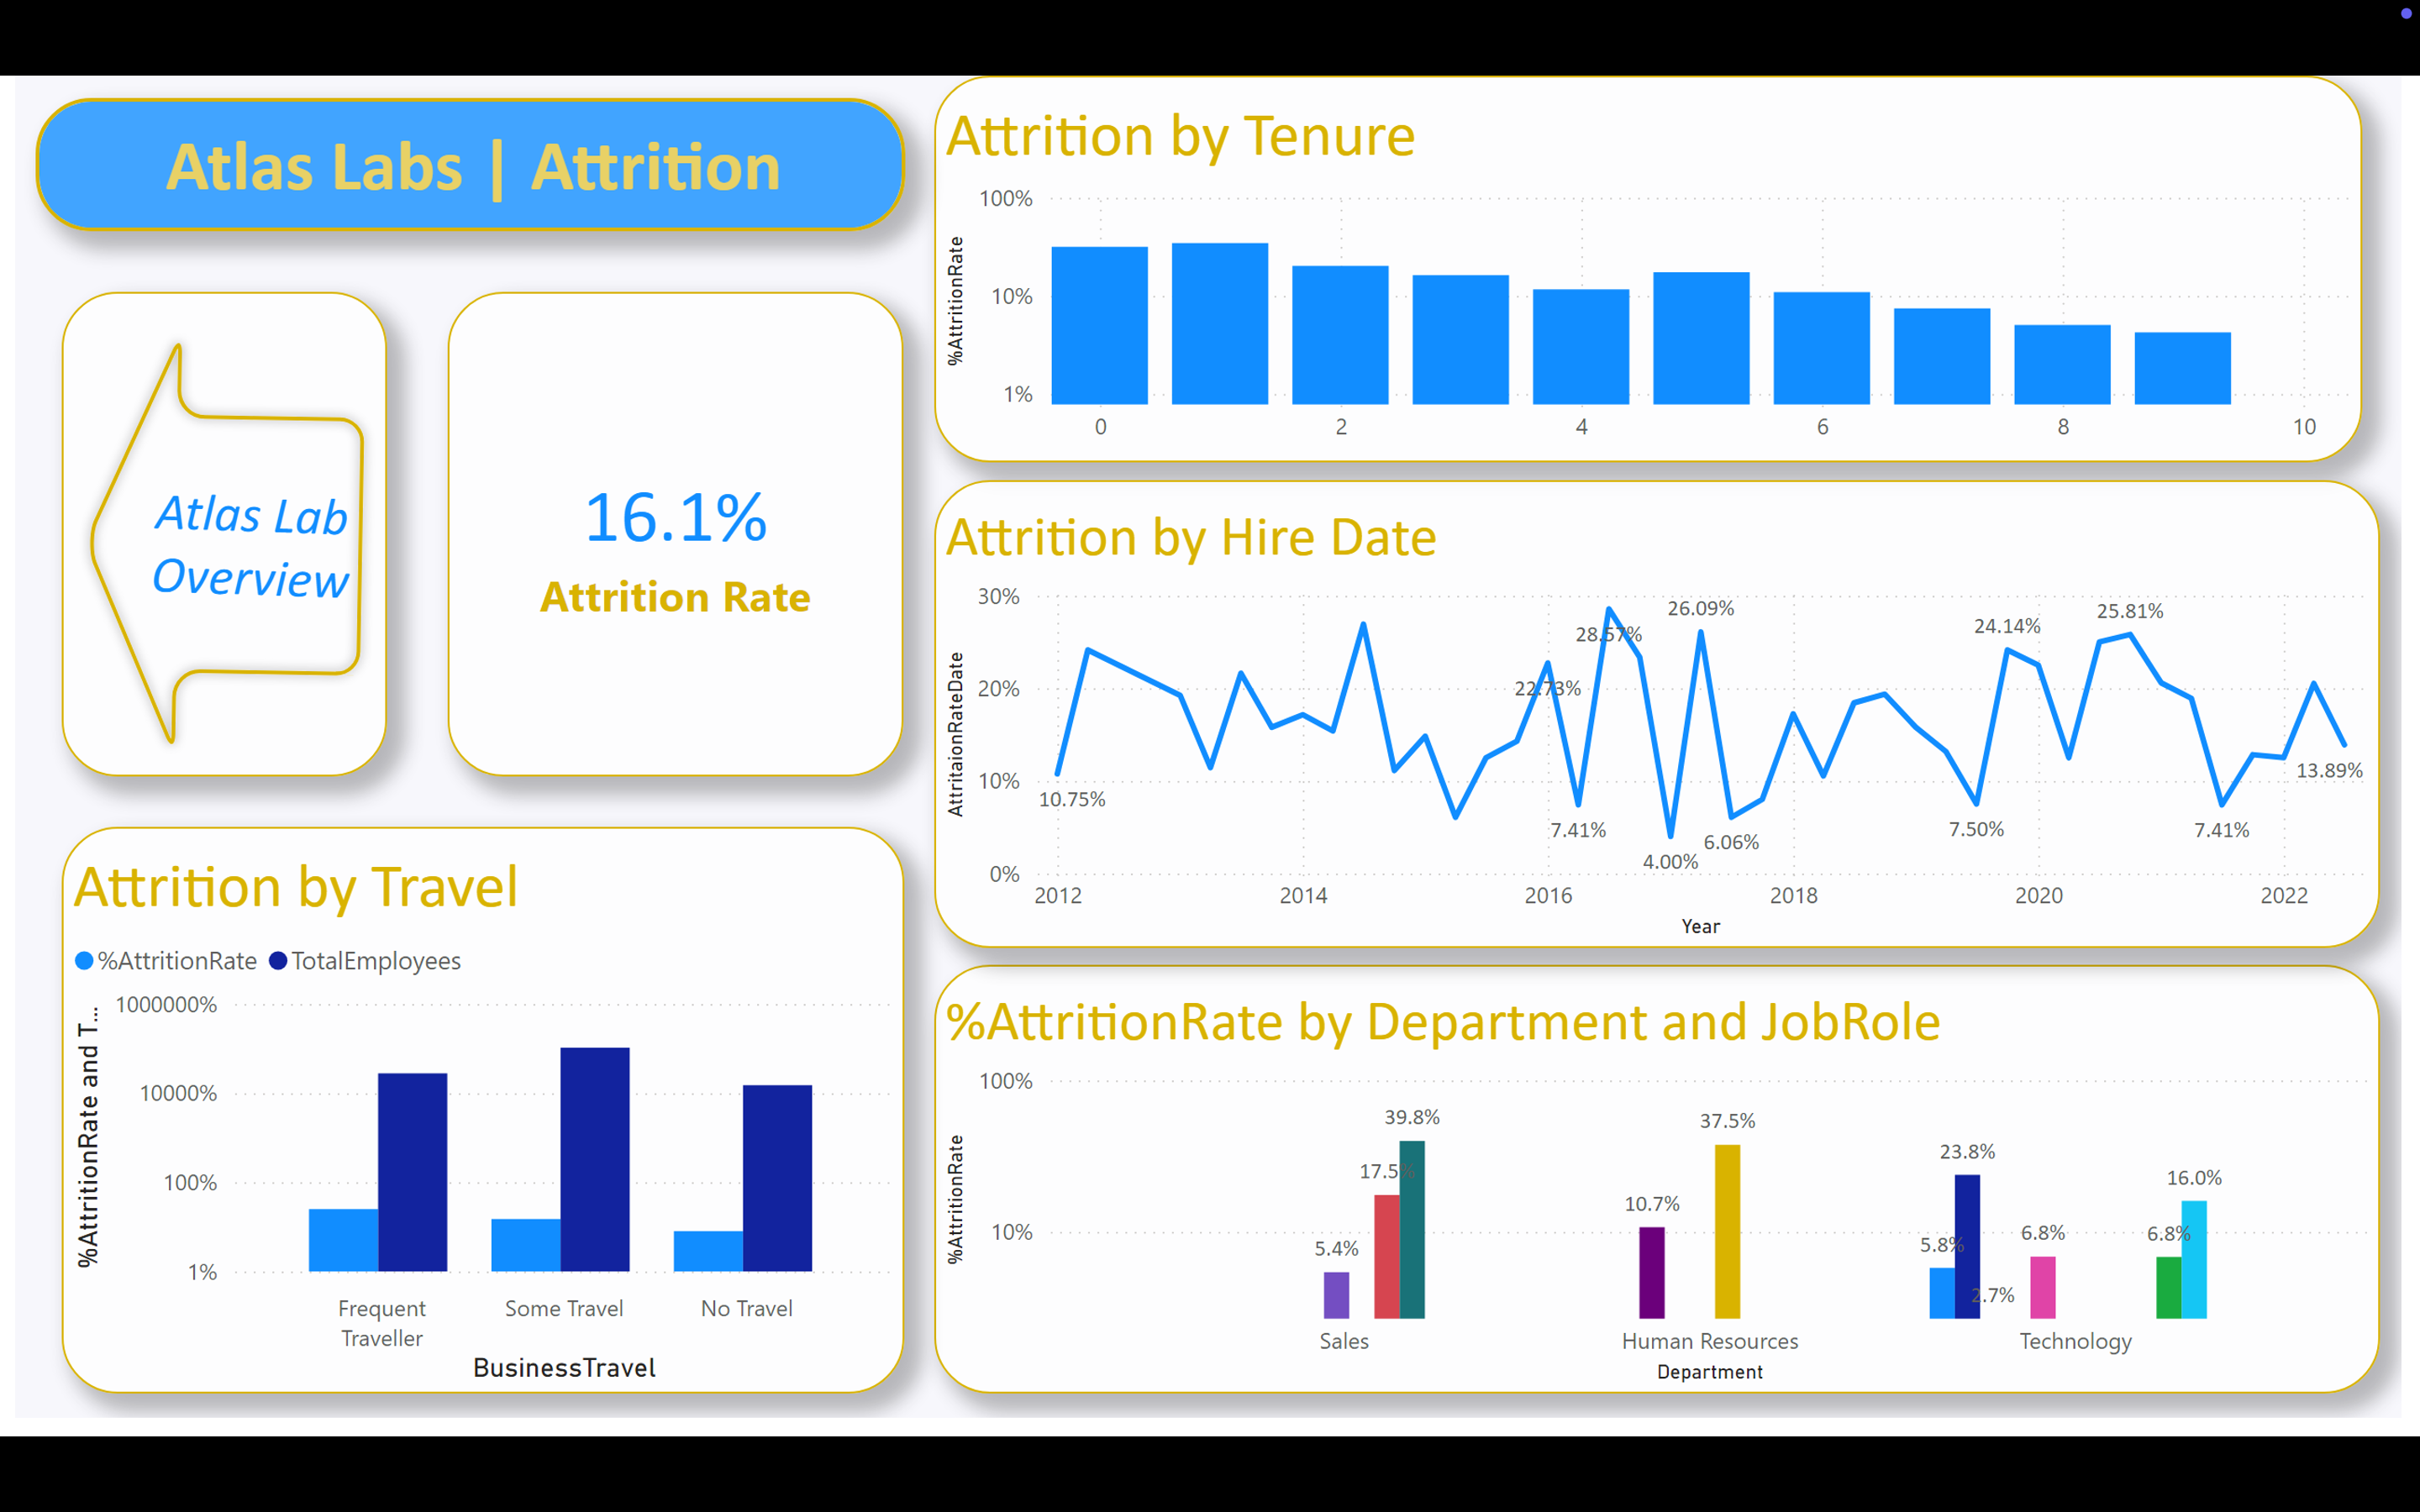 Atlas Labs | Attrition
Atlas Lab
Overview
16.1%
Attrition Rate
Attrition by Travel
%AttritionRate TotalEmployees
%AttritionRate and T...
1000000%
10000%
100%
1%
Frequent
Traveller
Some Travel
No Travel
BusinessTravel
Attrition by Tenure
%AttritionRate
100%
10%
1%
0 2 4 6 8 10
Attrition by Hire Date
AttritaionRateDate
30%
20%
10%
0%
10.75%
22.73%
7.41%
28.57%
4.00%
26.09%
6.06%
7.50%
24.14%
25.81%
7.41%
13.89%
2012 2014 2016 2018 2020 2022
Year
%AttritionRate by Department and JobRole
%AttritionRate
100%
10%
5.4%
17.5%
39.8%
10.7%
37.5%
5.8%
23.8%
2.7%
6.8%
6.8%
16.0%
Sales
Human Resources
Technology
Department